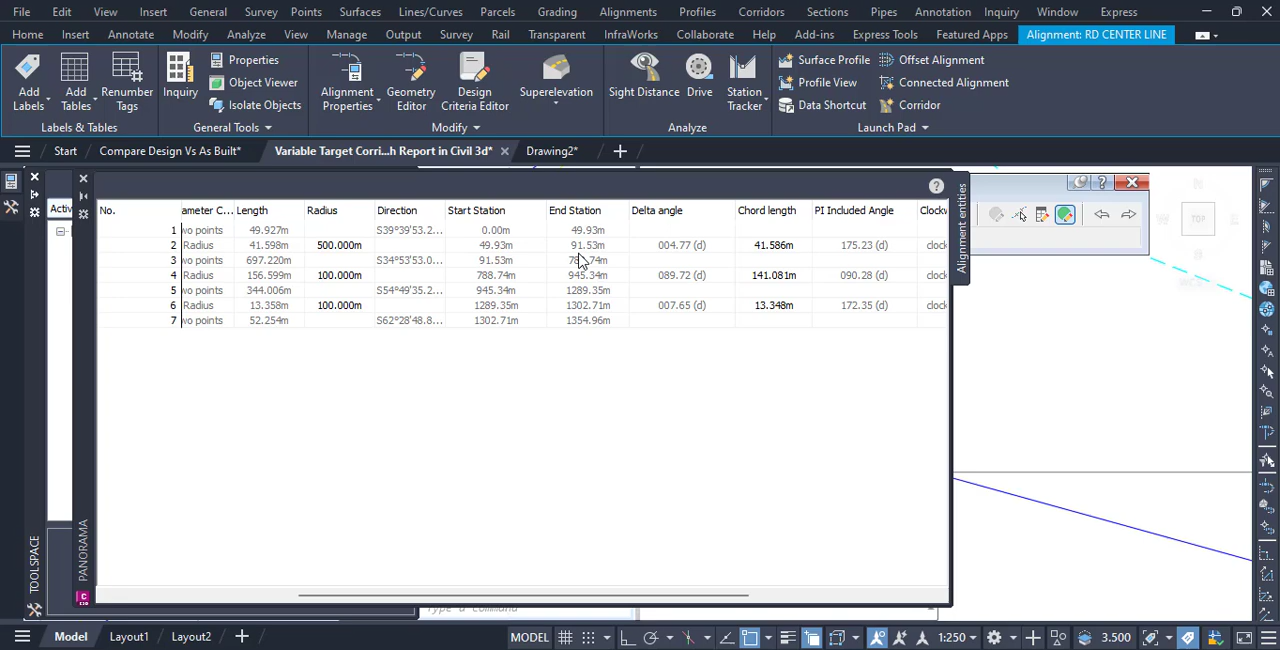 File Edit View Insert General Survey Points Surfaces Lines/Curves Parcels Grading Alignments Profiles Corridors Sections Pipes Annotation Inquiry Window Express
Home Insert Annotate Modify Analyze View Manage Output Survey Rail Transparent InfraWorks Collaborate Help Add-ins Express Tools Featured Apps Alignment: RD CENTER LINE
Add Labels Add Tables Renumber Tags
Labels & Tables
Inquiry Properties
Object Viewer
Isolate Objects
General Tools
Alignment Properties Geometry Editor Design Criteria Editor Superelevation
Modify
Sight Distance Drive Station Tracker
Analyze
Surface Profile Offset Alignment
Profile View Connected Alignment
Data Shortcut Corridor
Launch Pad
Start Compare Design Vs As Built* Variable Target Corri...h Report in Civil 3d* Drawing2*
Activ
No. ameter C... Length Radius Direction Start Station End Station Delta angle Chord length PI Included Angle Clockv
1 wo points 49.927m S39°39'53.2... 0.00m 49.93m
2 Radius 41.598m 500.000m 49.93m 91.53m 004.77 (d) 41.586m 175.23 (d) clock
3 wo points 697.220m S34°53'53.0... 91.53m
4 Radius 156.599m 100.000m 788.74m 945.34m 089.72 (d) 141.081m 090.28 (d) clock
5 wo points 344.006m S54°49'35.2... 945.34m 1289.35m
6 Radius 13.358m 100.000m 1289.35m 1302.71m 007.65 (d) 13.348m 172.35 (d) clock
7 wo points 52.254m S62°28'48.8... 1302.71m 1354.96m
Alignment entities
PANORAMA
TOOLSPACE
TOP
Type a command
Model Layout1 Layout2 MODEL 1:250 3.500